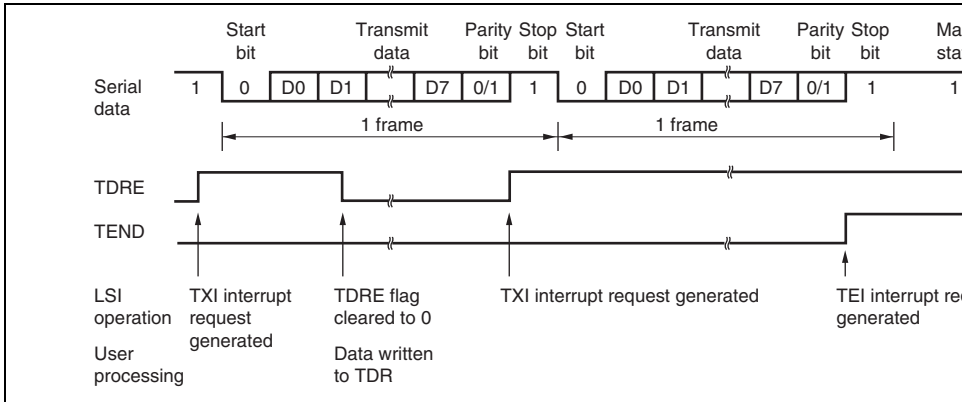 Start bit Transmit data Parity bit Stop bit Start bit Transmit data Parity bit Stop bit
Serial data 1 0 D0 D1 D7 0/1 1 0 D0 D1 D7 0/1 1 1
1 frame 1 frame
TDRE
TEND
LSI operation TXI interrupt request generated TDRE flag cleared to 0 TXI interrupt request generated TEI interrupt generated
User processing Data written to TDR